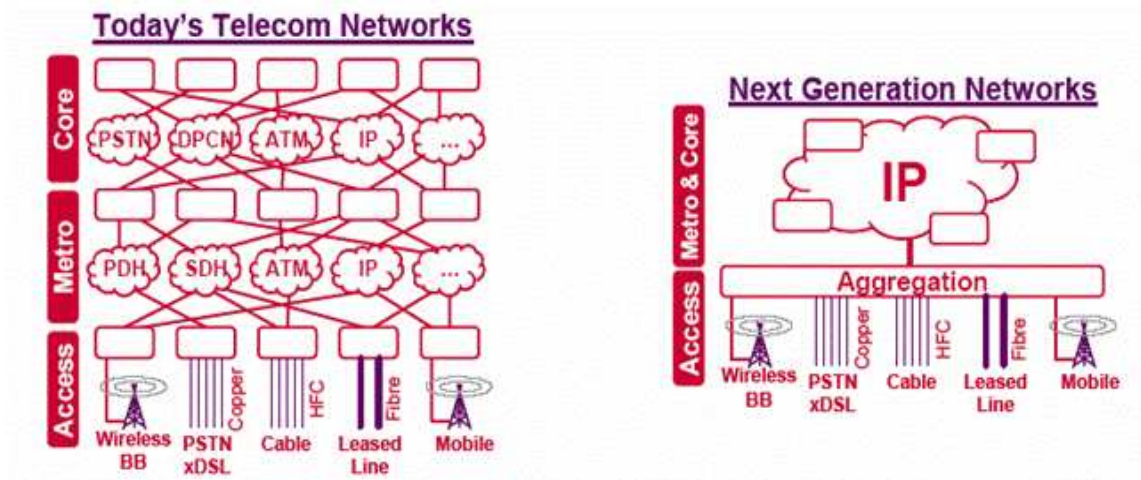 Today's Telecom Networks
Core
PSTN DPCN ATM IP ...
Metro
PDH SDH ATM IP ...
Access
Copper
HFC
Fibre
Wireless BB
PSTN xDSL
Cable
Leased Line
Mobile
Next Generation Networks
Metro & Core
IP
Access
Aggregation
Copper
HFC
Fibre
Wireless BB
PSTN xDSL
Cable
Leased Line
Mobile